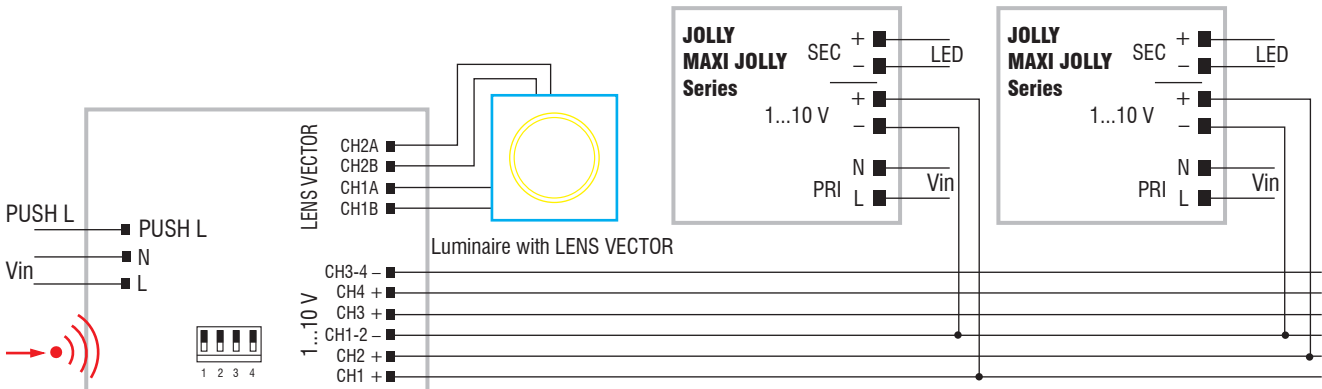 PUSH L
Vin
PUSH L
N
L
1 2 3 4
LENS VECTOR
CH2A
CH2B
CH1A
CH1B
Luminaire with LENS VECTOR
1...10 V
CH3-4 –
CH4 +
CH3 +
CH1-2 –
CH2 +
CH1 +
JOLLY
MAXI JOLLY
Series
SEC
+
–
LED
1...10 V
+
–
PRI
N
L
Vin
JOLLY
MAXI JOLLY
Series
SEC
+
–
LED
1...10 V
+
–
PRI
N
L
Vin